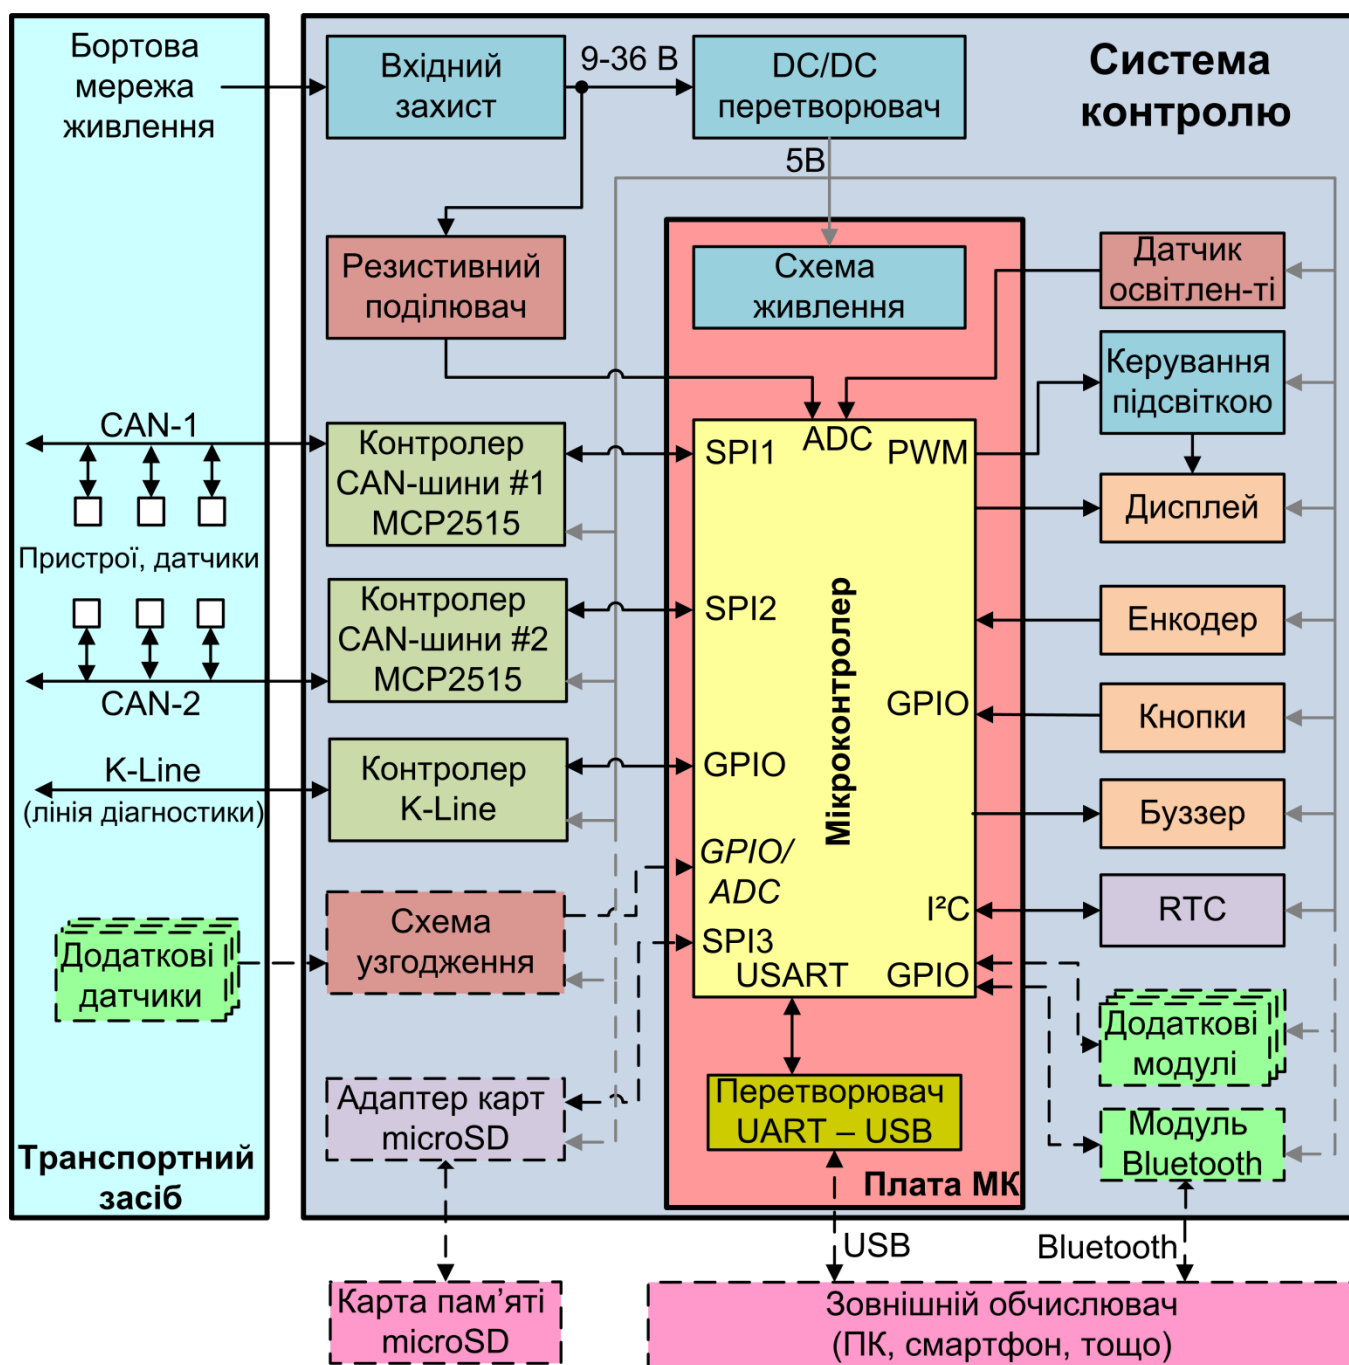 Бортова
мережа
живлення
Вхідний
захист
9-36 В
DC/DC
перетворювач
Система
контролю
5В
Резистивний
поділювач
Схема
живлення
Датчик
освітлен-ті
Керування
підсвіткою
CAN-1
Контролер
CAN-шини #1
MCP2515
SPI1
ADC
PWM
Дисплей
Пристрої, датчики
Контролер
CAN-шини #2
MCP2515
SPI2
Мікроконтролер
Енкодер
CAN-2
GPIO
Кнопки
K-Line
(лінія діагностики)
Контролер
K-Line
GPIO
Буззер
GPIO/
ADC
Додаткові
датчики
Схема
узгодження
SPI3
I²C
RTC
USART
GPIO
Додаткові
модулі
Адаптер карт
microSD
Перетворювач
UART – USB
Модуль
Bluetooth
Транспортний
засіб
Плата МК
USB
Bluetooth
Карта пам’яті
microSD
Зовнішній обчислювач
(ПК, смартфон, тощо)